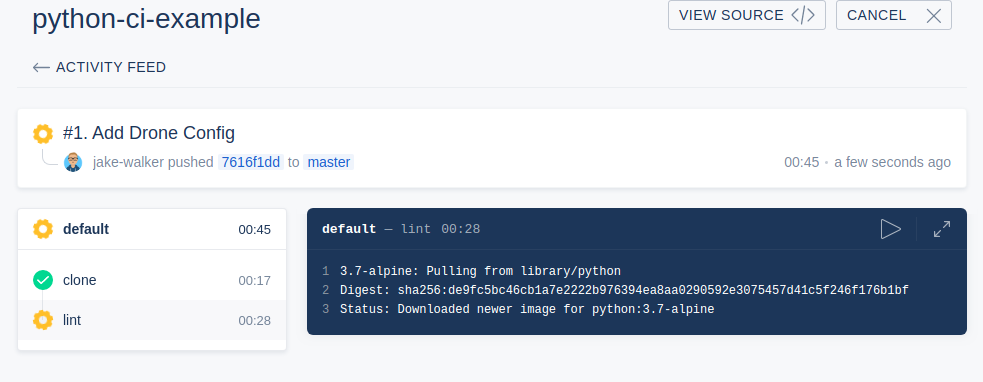 python-ci-example
VIEW SOURCE </>
CANCEL
ACTIVITY FEED
#1. Add Drone Config
jake-walker pushed 7616f1dd to master
00:45 • a few seconds ago
default 00:45
clone 00:17
lint 00:28
default — lint 00:28
1 3.7-alpine: Pulling from library/python
2 Digest: sha256:de9fc5bc46cb1a7e2222b976394ea8aa0290592e3075457d41c5f246f176b1bf
3 Status: Downloaded newer image for python:3.7-alpine